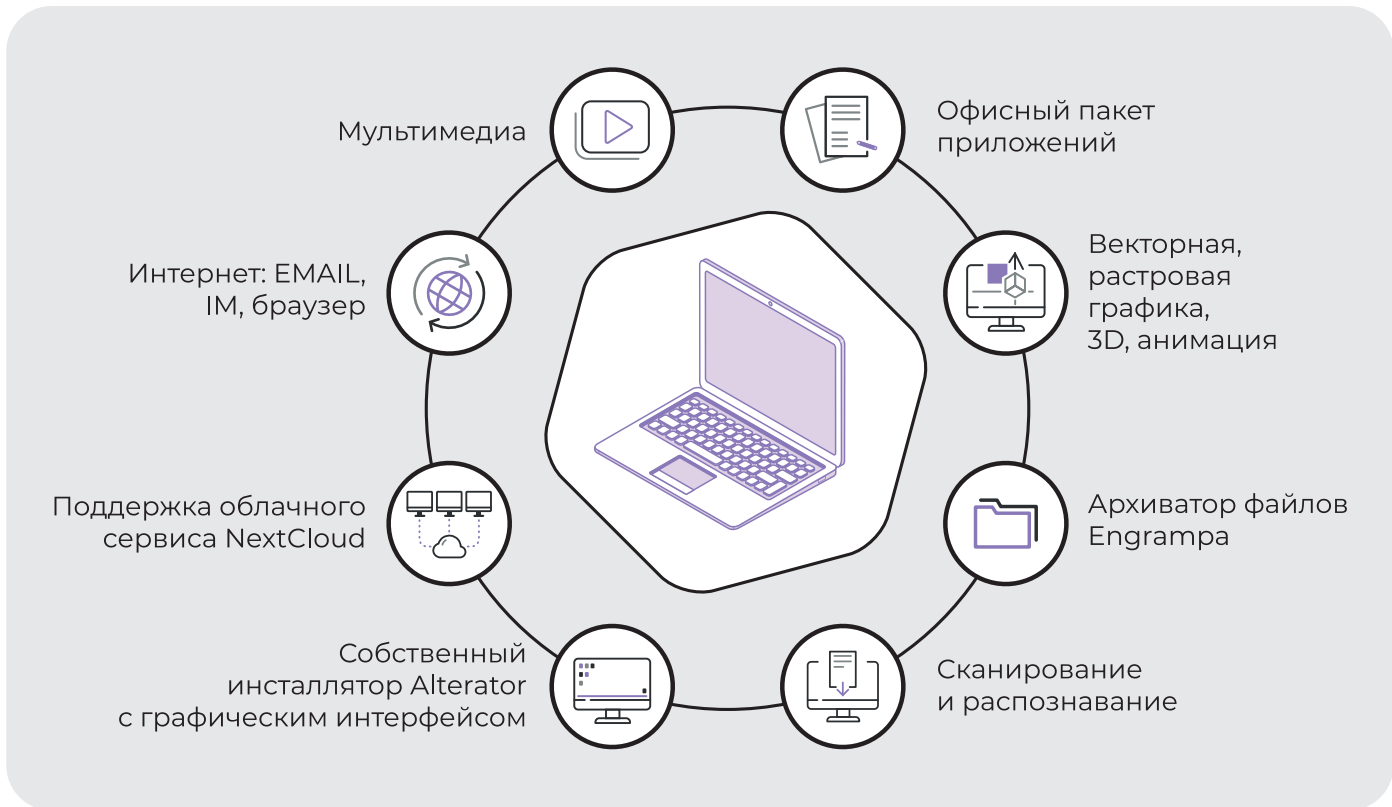 Мультимедиа
Офисный пакет
приложений
Интернет: EMAIL,
IM, браузер
Векторная,
растровая
графика,
3D, анимация
Поддержка облачного
сервиса NextCloud
Архиватор файлов
Engrampa
Собственный
инсталлятор Alterator
с графическим интерфейсом
Сканирование
и распознавание